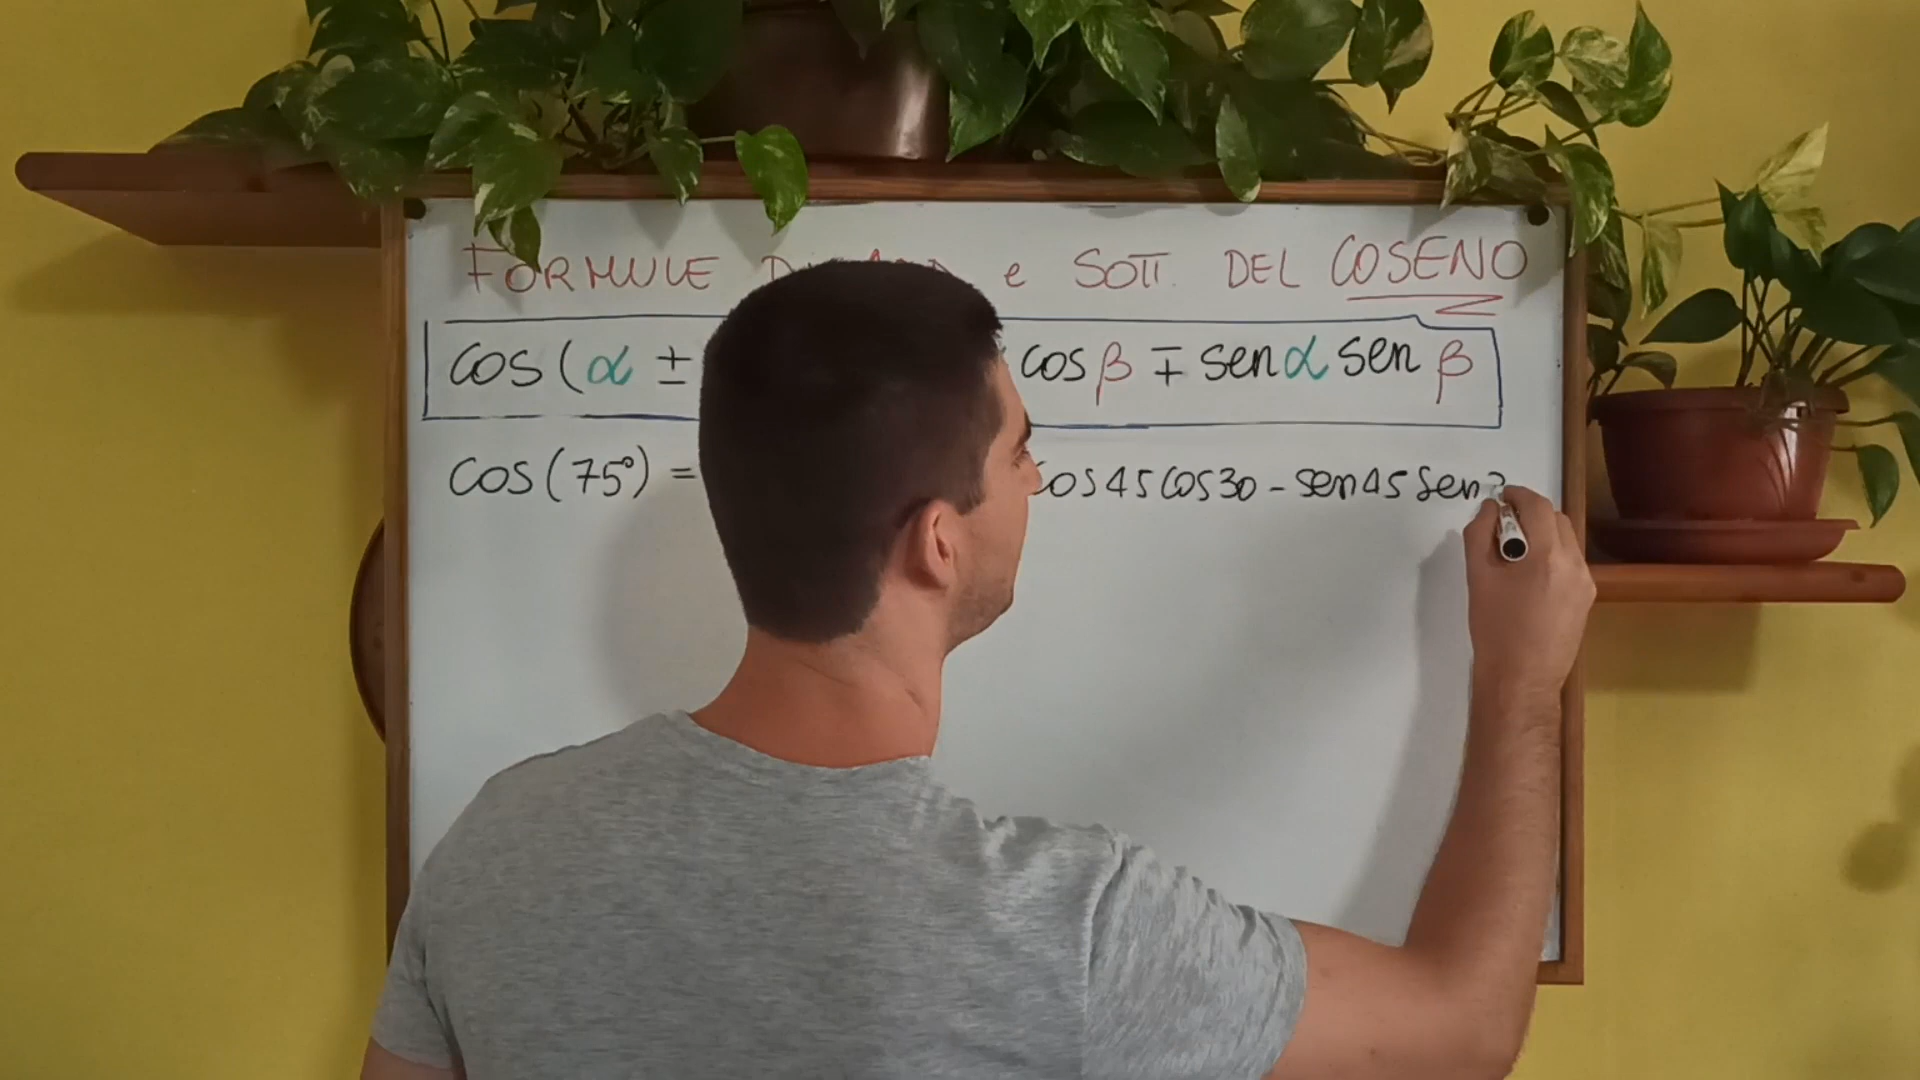 FORMULE e SOTT. DEL COSENO
cos (α ± cos β ∓ sen α sen β
cos (75°) = cos 45 cos 30 - sen 45 sen